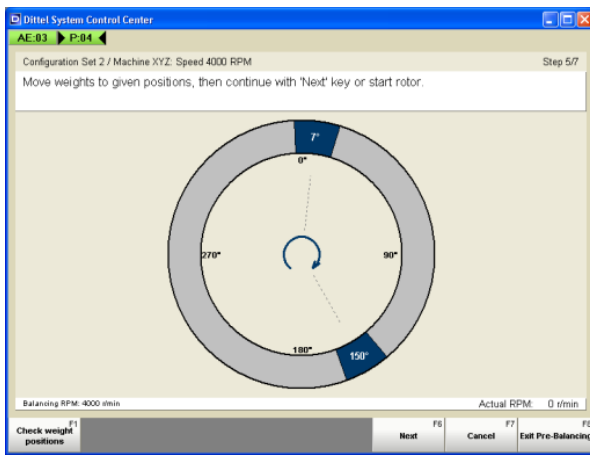 Dittel System Control Center
AE:03 P:04
Configuration Set 2 / Machine XYZ: Speed 4000 RPM Step 5/7
Move weights to given positions, then continue with 'Next' key or start rotor.
7°
0°
270° 90°
180°
150°
Balancing RPM: 4000 r/min Actual RPM: 0 r/min
F1 F6 F7 F8
Check weight positions Next Cancel Exit Pre-Balancing